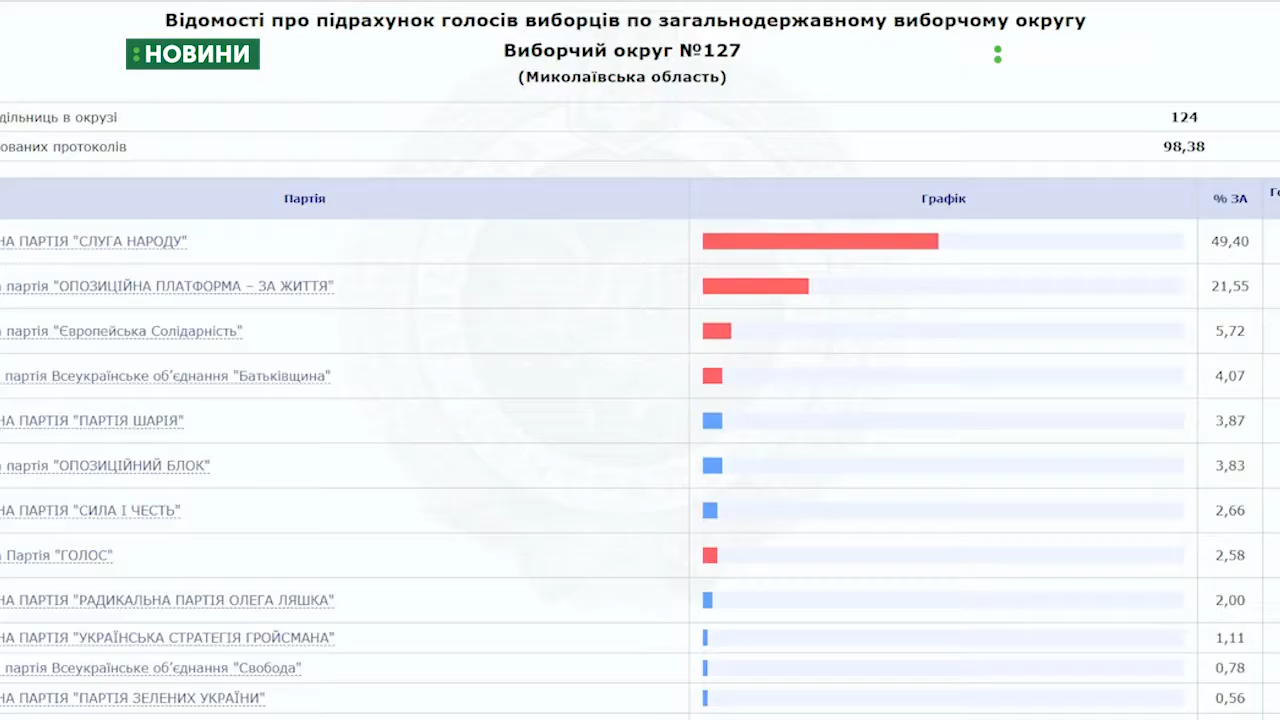 Відомості про підрахунок голосів виборців по загальнодержавному виборчому округу
: НОВИНИ
Виборчий округ №127
(Миколаївська область)
дільниць в окрузі 124
ованих протоколів 98,38
Партія Графік % ЗА Го
НА ПАРТІЯ "СЛУГА НАРОДУ" 49,40
партія "ОПОЗИЦІЙНА ПЛАТФОРМА – ЗА ЖИТТЯ" 21,55
партія "Європейська Солідарність" 5,72
партія Всеукраїнське об’єднання "Батьківщина" 4,07
НА ПАРТІЯ "ПАРТІЯ ШАРІЯ" 3,87
партія "ОПОЗИЦІЙНИЙ БЛОК" 3,83
НА ПАРТІЯ "СИЛА І ЧЕСТЬ" 2,66
Партія "ГОЛОС" 2,58
НА ПАРТІЯ "РАДИКАЛЬНА ПАРТІЯ ОЛЕГА ЛЯШКА" 2,00
НА ПАРТІЯ "УКРАЇНСЬКА СТРАТЕГІЯ ГРОЙСМАНА" 1,11
партія Всеукраїнське об’єднання "Свобода" 0,78
НА ПАРТІЯ "ПАРТІЯ ЗЕЛЕНИХ УКРАЇНИ" 0,56